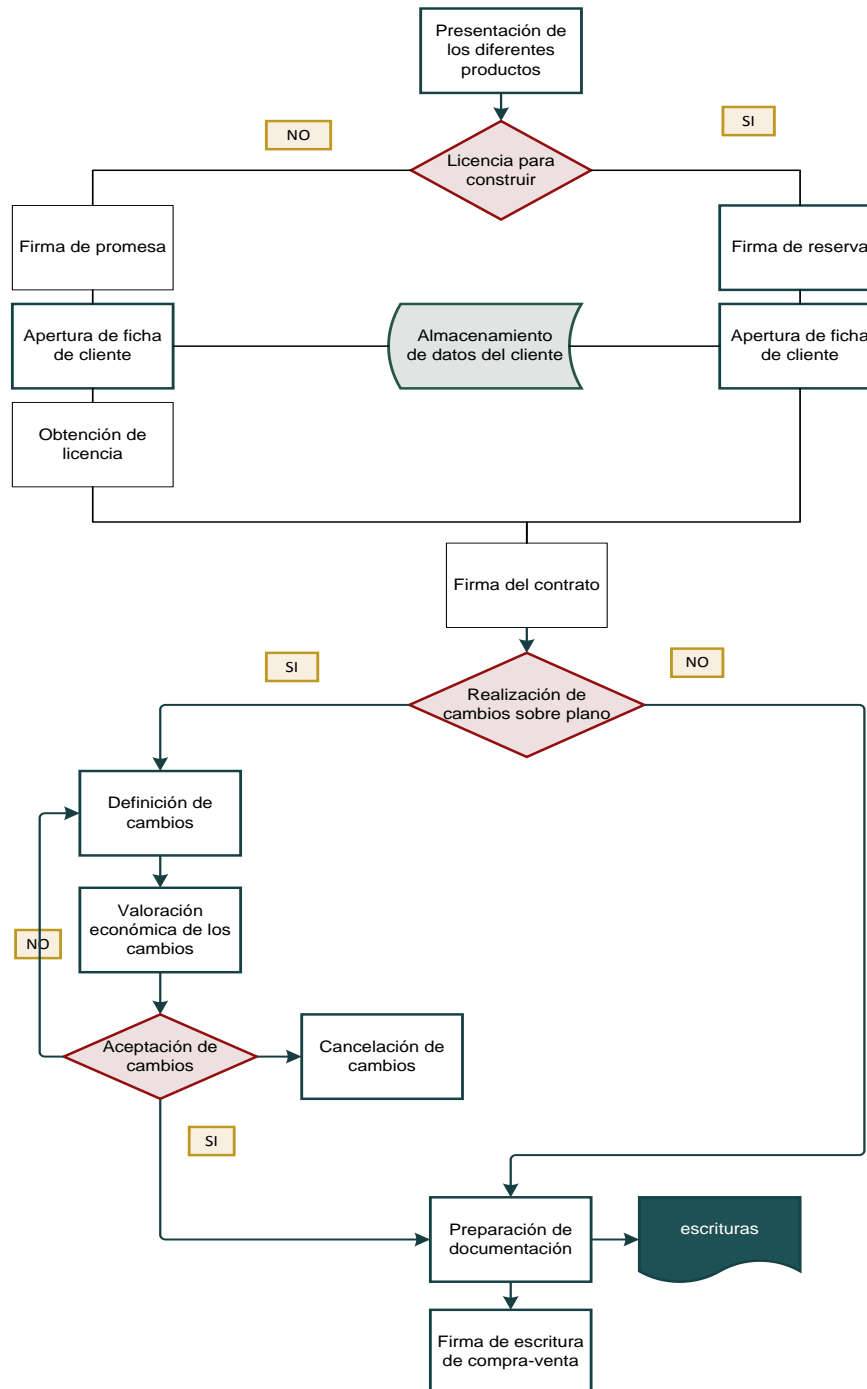 Presentación de
los diferentes
productos
NO
SI
Licencia para
construir
Firma de promesa
Firma de reserva
Apertura de ficha
de cliente
Almacenamiento
de datos del cliente
Apertura de ficha
de cliente
Obtención de
licencia
Firma del contrato
SI
NO
Realización de
cambios sobre plano
Definición de
cambios
Valoración
económica de los
cambios
NO
Aceptación de
cambios
Cancelación de
cambios
SI
Preparación de
documentación
escrituras
Firma de escritura
de compra-venta